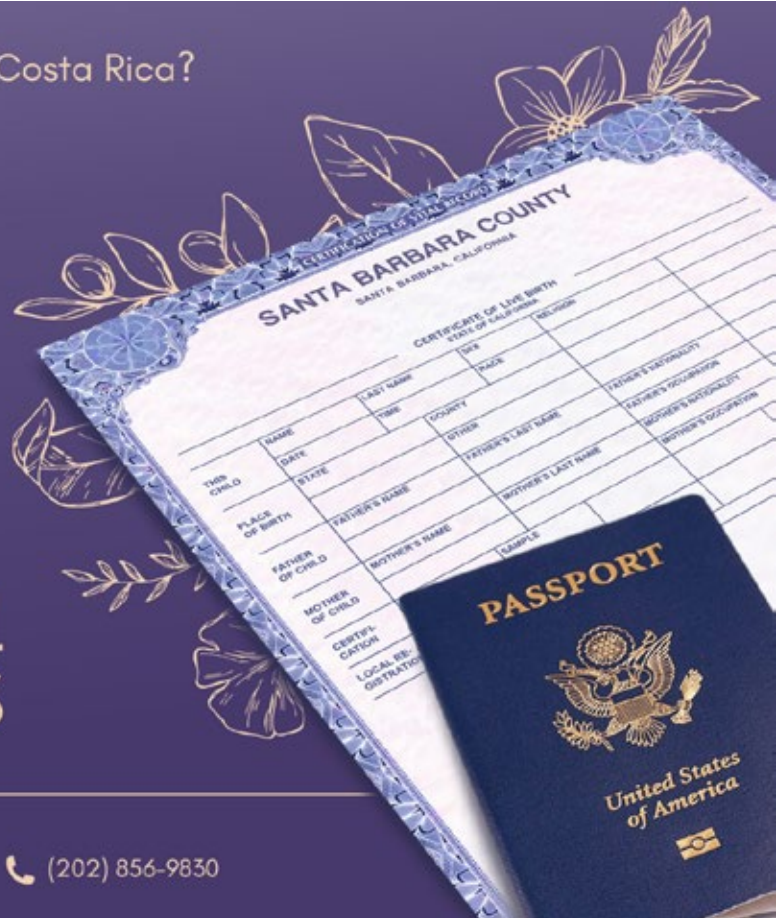 Costa Rica?
CERTIFICATION OF VITAL RECORD
SANTA BARBARA COUNTY
SANTA BARBARA, CALIFORNIA
CERTIFICATE OF LIVE BIRTH
STATE OF CALIFORNIA
THIS CHILD
NAME
LAST NAME
SEX
RELIGION
DATE
TIME
RACE
PLACE OF BIRTH
STATE
COUNTY
OTHER
FATHER OF CHILD
FATHER'S NAME
FATHER'S LAST NAME
FATHER'S NATIONALITY
FATHER'S OCCUPATION
MOTHER OF CHILD
MOTHER'S NAME
MOTHER'S LAST NAME
MOTHER'S NATIONALITY
MOTHER'S OCCUPATION
CERTIFI-
CATION
SAMPLE
LOCAL RE-
GISTRATION
PASSPORT
United States
of America
(202) 856-9830